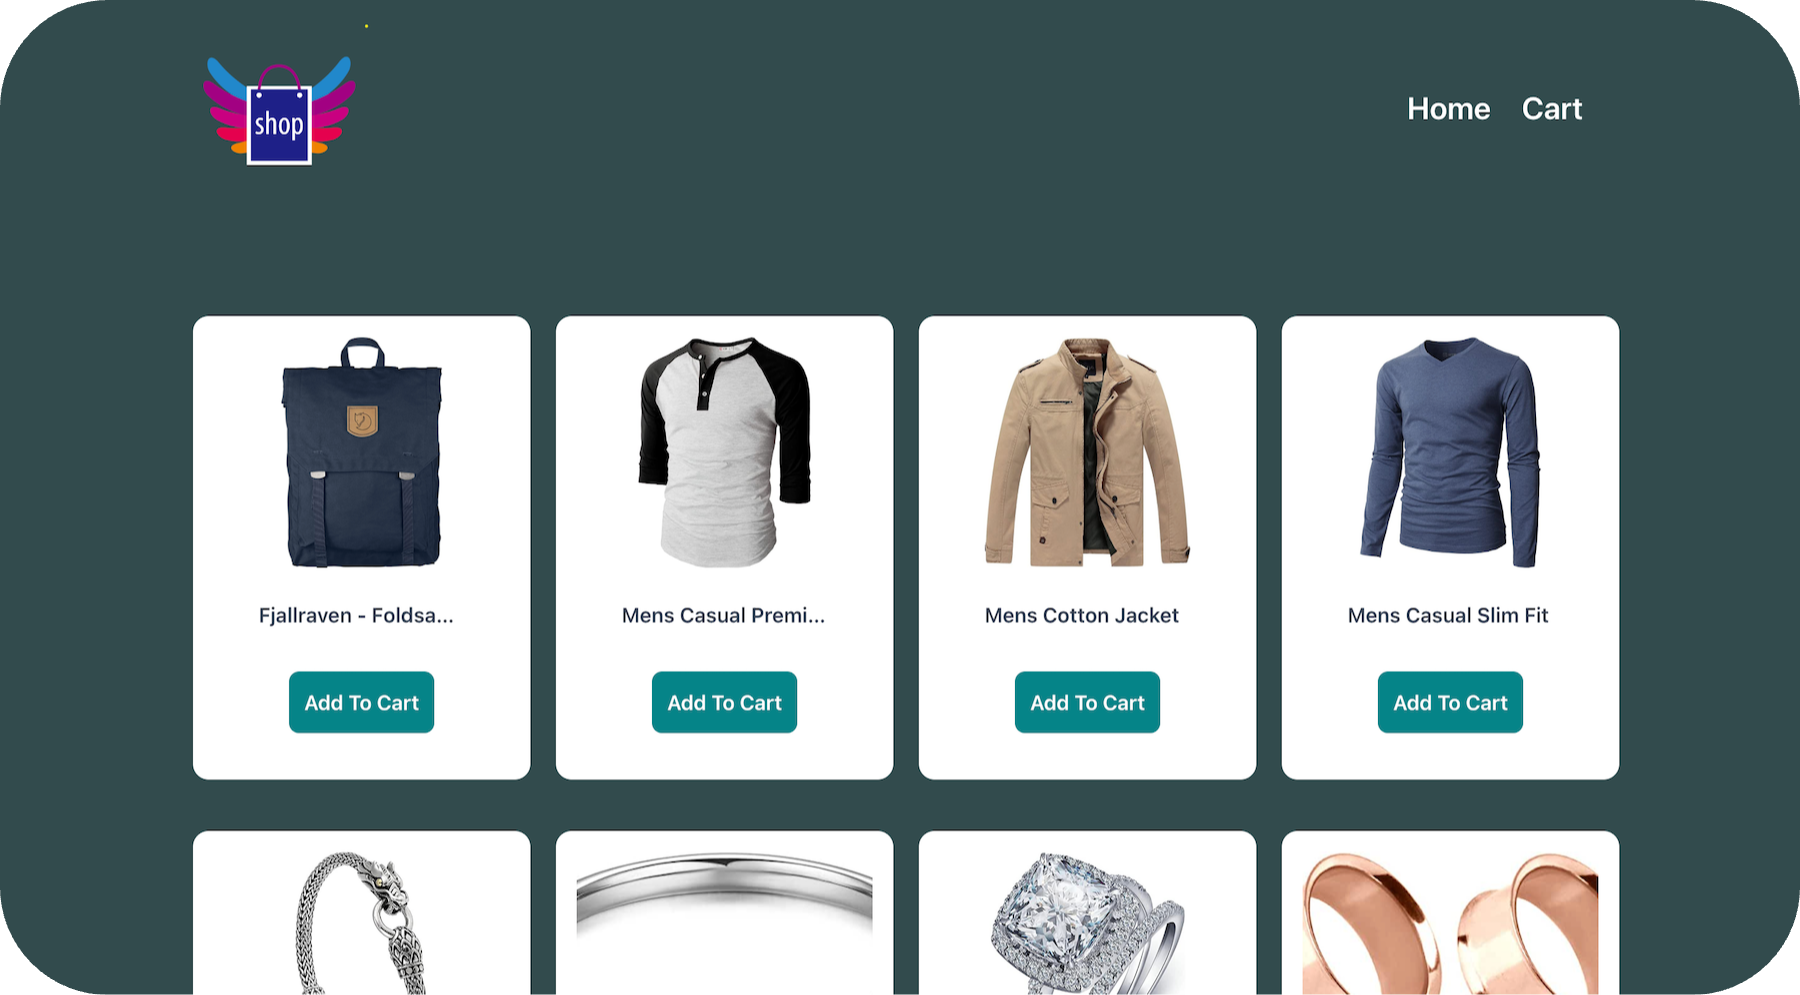 shop
Home Cart
Fjallraven - Foldsa...
Mens Casual Premi...
Mens Cotton Jacket
Mens Casual Slim Fit
Add To Cart
Add To Cart
Add To Cart
Add To Cart